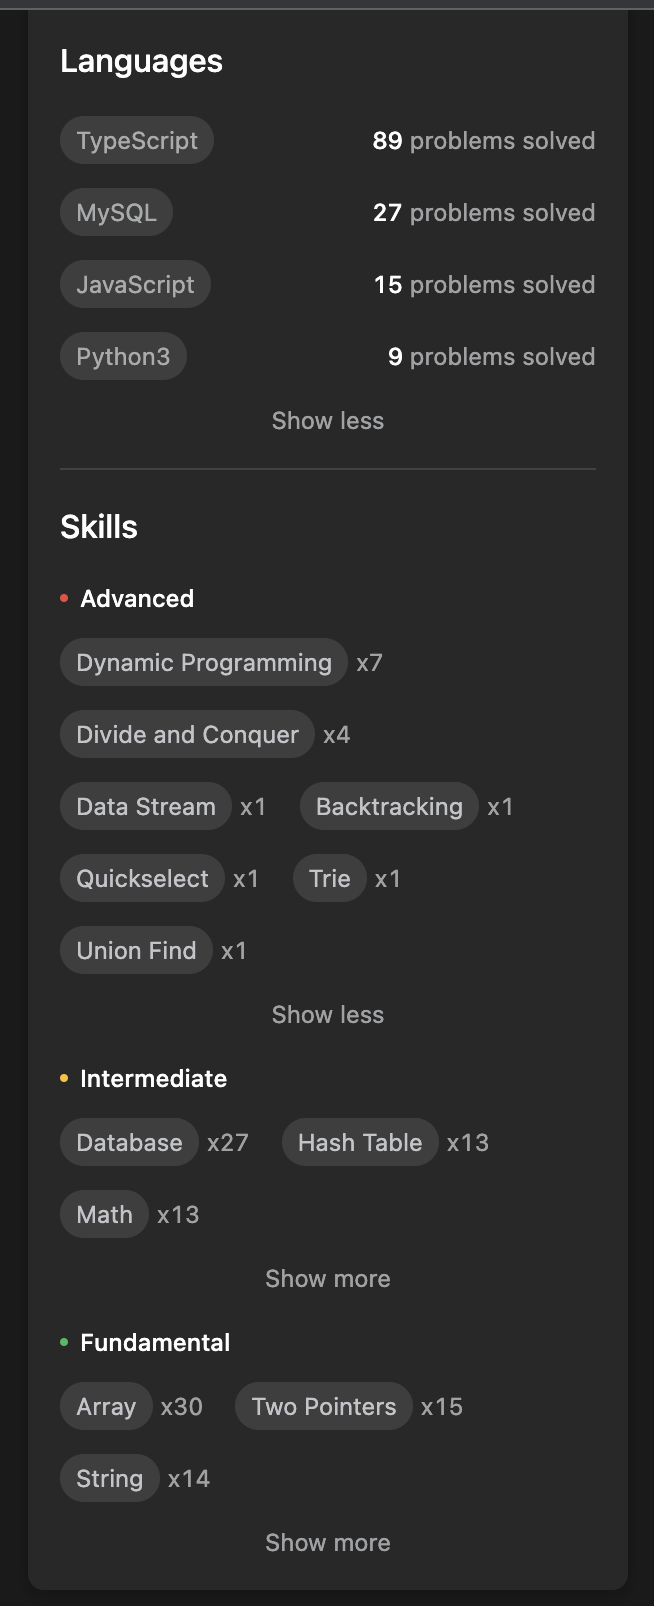 Languages
TypeScript 89 problems solved
MySQL 27 problems solved
JavaScript 15 problems solved
Python3 9 problems solved
Show less
Skills
Advanced
Dynamic Programming x7
Divide and Conquer x4
Data Stream x1 Backtracking x1
Quickselect x1 Trie x1
Union Find x1
Show less
Intermediate
Database x27 Hash Table x13
Math x13
Show more
Fundamental
Array x30 Two Pointers x15
String x14
Show more